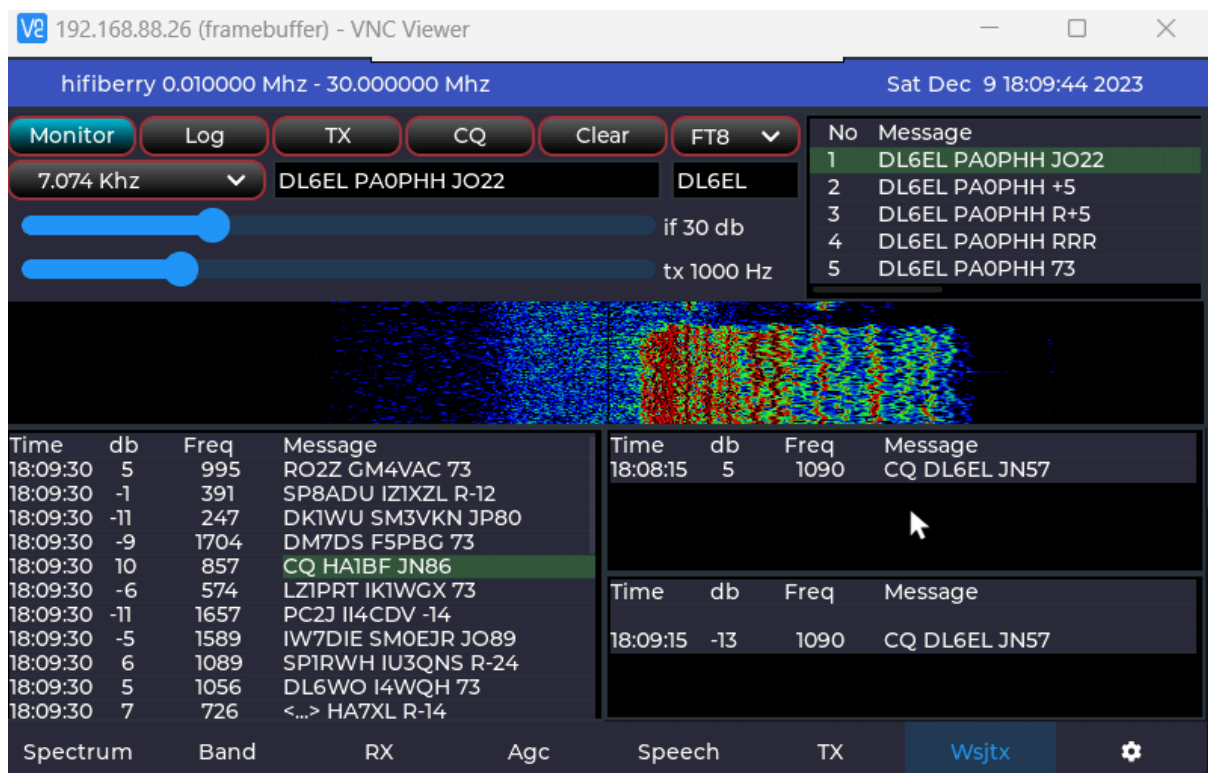 V2 192.168.88.26 (framebuffer) - VNC Viewer
hifiberry 0.010000 Mhz - 30.000000 Mhz Sat Dec 9 18:09:44 2023
Monitor Log TX CQ Clear FT8
7.074 Khz DL6EL PA0PHH JO22 DL6EL
if 30 db
tx 1000 Hz
No Message
1 DL6EL PA0PHH JO22
2 DL6EL PA0PHH +5
3 DL6EL PA0PHH R+5
4 DL6EL PA0PHH RRR
5 DL6EL PA0PHH 73
Time db Freq Message
18:09:30 5 995 RO2Z GM4VAC 73
18:09:30 -1 391 SP8ADU IZ1XZL R-12
18:09:30 -11 247 DK1WU SM3VKN JP80
18:09:30 -9 1704 DM7DS F5PBG 73
18:09:30 10 857 CQ HA1BF JN86
18:09:30 -6 574 LZ1PRT IK1WGX 73
18:09:30 -11 1657 PC2J II4CDV -14
18:09:30 -5 1589 IW7DIE SM0EJR JO89
18:09:30 6 1089 SP1RWH IU3QNS R-24
18:09:30 5 1056 DL6WO I4WQH 73
18:09:30 7 726 <...> HA7XL R-14
Time db Freq Message
18:08:15 5 1090 CQ DL6EL JN57
Time db Freq Message
18:09:15 -13 1090 CQ DL6EL JN57
Spectrum Band RX Agc Speech TX Wsjtx